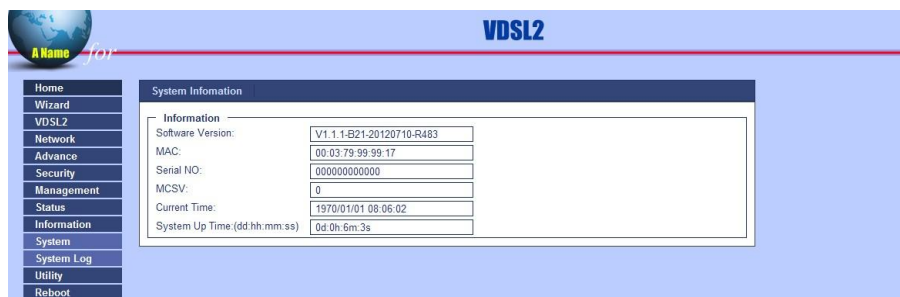 VDSL2
A Name for
Home
Wizard
VDSL2
Network
Advance
Security
Management
Status
Information
System
System Log
Utility
Reboot
System Infomation
Information
Software Version: V1.1.1-B21-20120710-R483
MAC: 00:03:79:99:99:17
Serial NO: 000000000000
MCSV: 0
Current Time: 1970/01/01 08:06:02
System Up Time:(dd:hh:mm:ss) 0d:0h:6m:3s